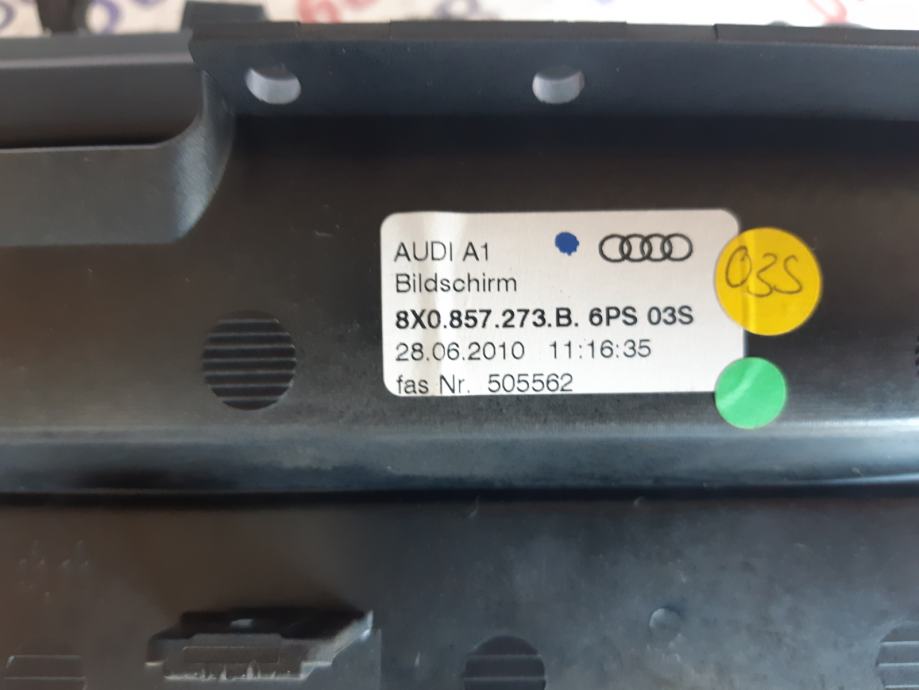 AUDI A1
Bildschirm
8X0.857.273.B. 6PS 03S
28.06.2010 11:16:35
fas Nr. 505562
03S